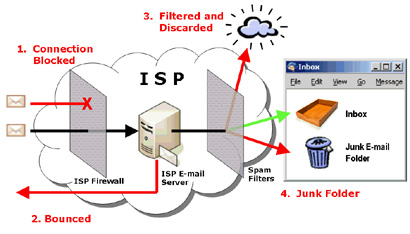 3. Filtered and
Discarded
1. Connection
Blocked
ISP
X
Inbox
File Edit View Go Message
Inbox
Junk E-mail
Folder
ISP Firewall
ISP E-mail
Server
Spam
Filters
4. Junk Folder
2. Bounced